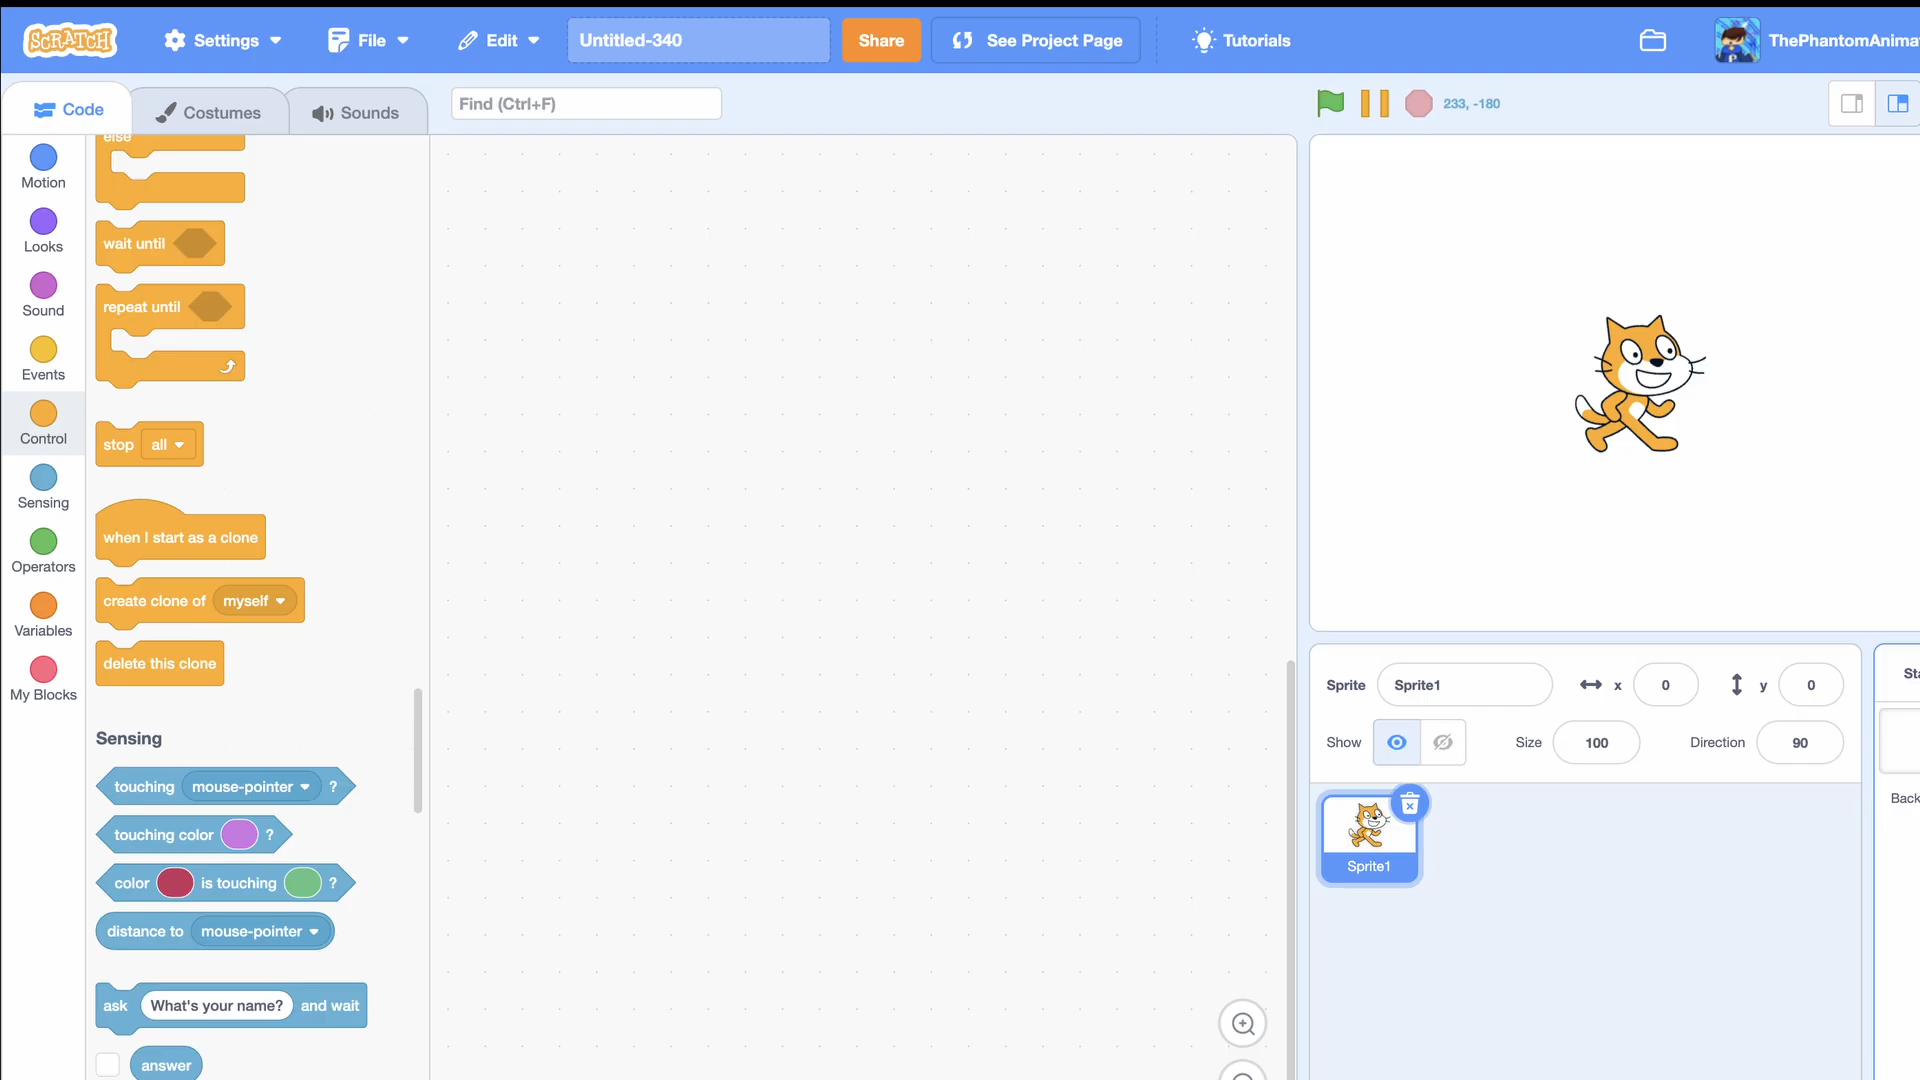 SCRATCH
Settings
File
Edit
Untitled-340
Share
See Project Page
Tutorials
ThePhantomAnima
Code
Costumes
Sounds
Find (Ctrl+F)
233, -180
Motion
Looks
Sound
Events
Control
Sensing
Operators
Variables
My Blocks
else
wait until
repeat until
stop all
when I start as a clone
create clone of myself
delete this clone
Sensing
touching mouse-pointer ?
touching color ?
color is touching ?
distance to mouse-pointer
ask What's your name? and wait
answer
Sprite Sprite1 x 0 y 0
Show Size 100 Direction 90
Sprite1
Sta
Back